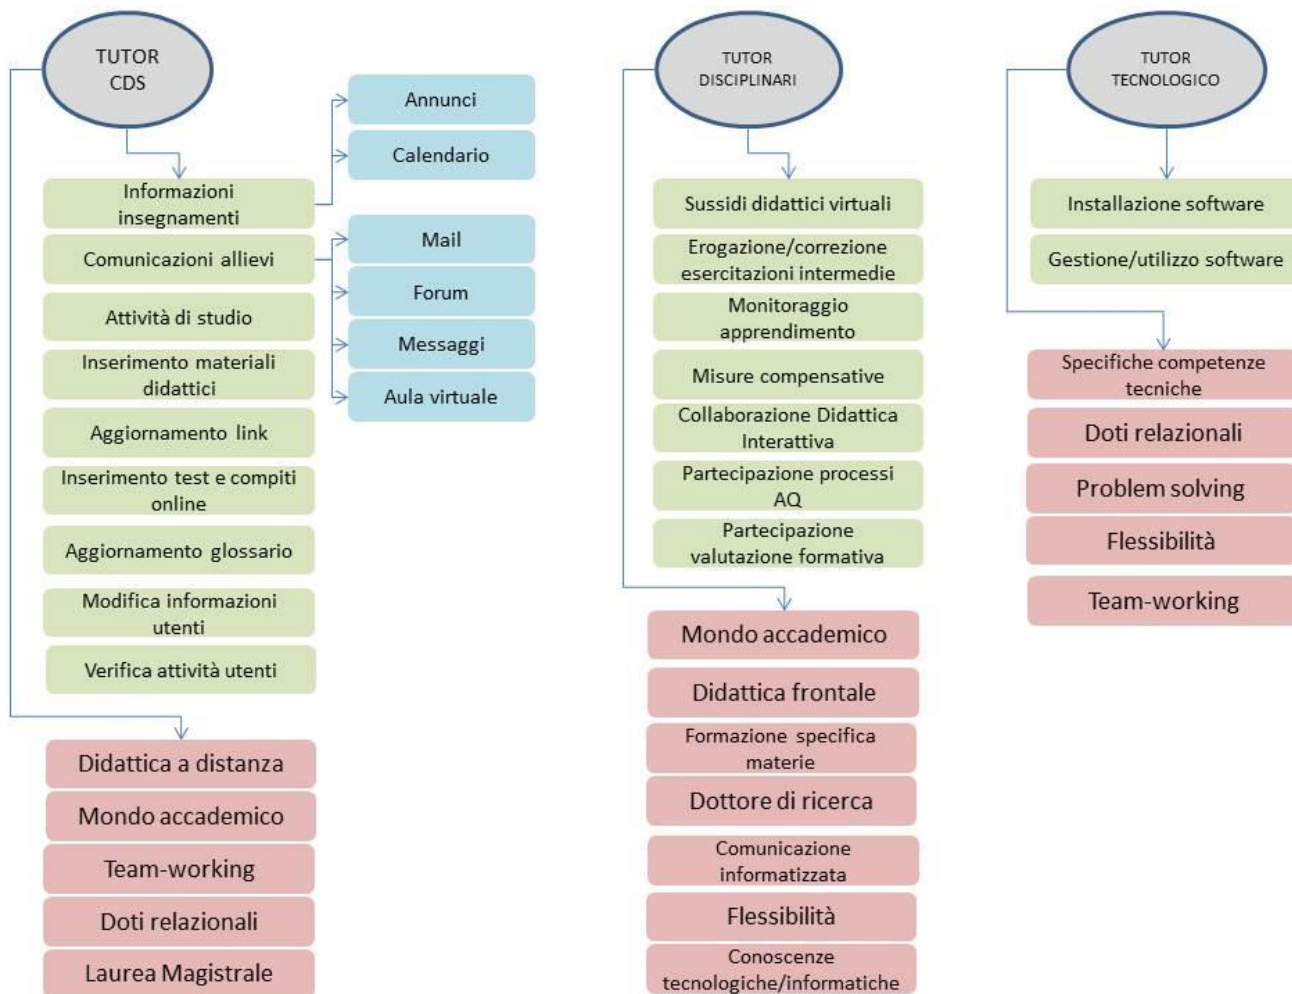 TUTOR
CDS
Informazioni
insegnamenti
Comunicazioni allievi
Attività di studio
Inserimento materiali
didattici
Aggiornamento link
Inserimento test e compiti
online
Aggiornamento glossario
Modifica informazioni
utenti
Verifica attività utenti
Annunci
Calendario
Mail
Forum
Messaggi
Aula virtuale
Didattica a distanza
Mondo accademico
Team-working
Doti relazionali
Laurea Magistrale
TUTOR
DISCIPLINARI
Sussidi didattici virtuali
Erogazione/correzione
esercitazioni intermedie
Monitoraggio
apprendimento
Misure compensative
Collaborazione Didattica
Interattiva
Partecipazione processi
AQ
Partecipazione
valutazione formativa
Mondo accademico
Didattica frontale
Formazione specifica
materie
Dottore di ricerca
Comunicazione
informatizzata
Flessibilità
Conoscenze
tecnologiche/informatiche
TUTOR
TECNOLOGICO
Installazione software
Gestione/utilizzo software
Specifiche competenze
tecniche
Doti relazionali
Problem solving
Flessibilità
Team-working